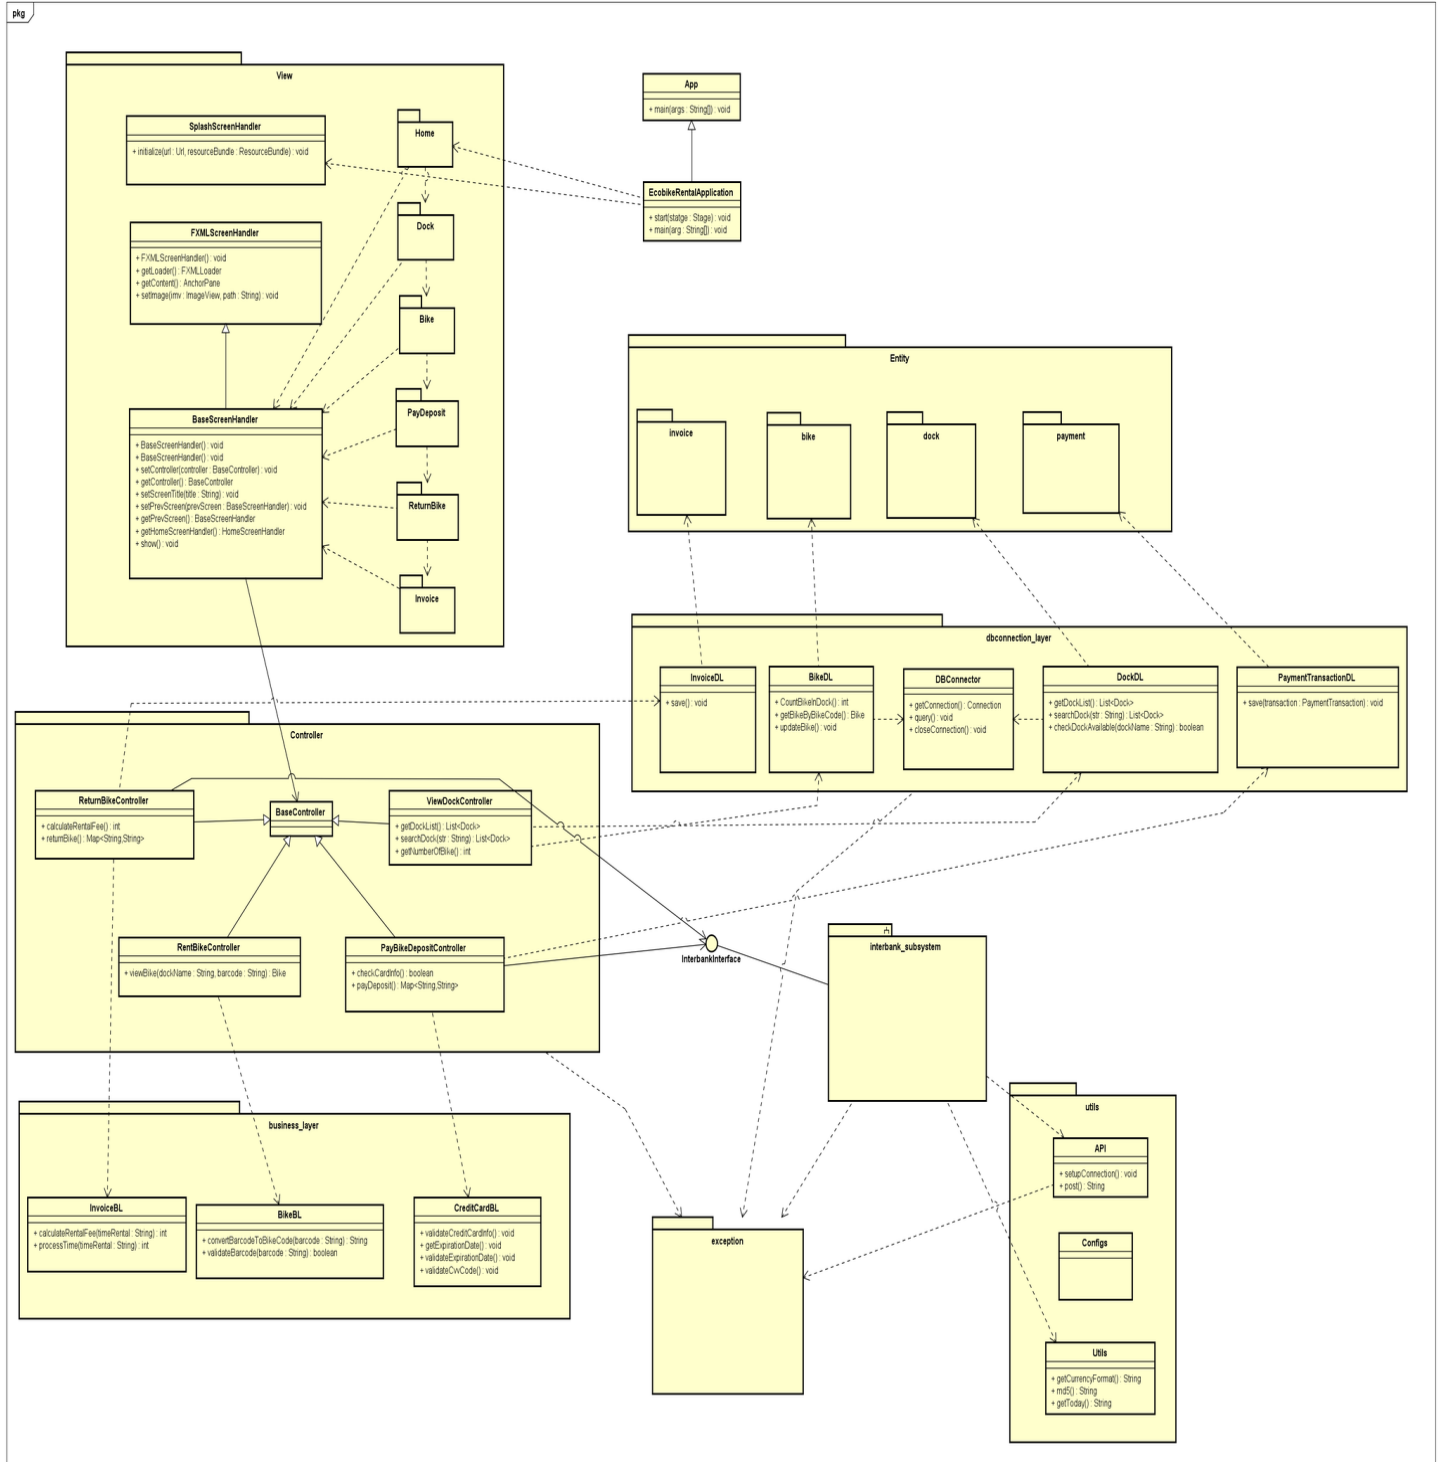 pkg
View
SplashScreenHandler
+ initialize(url : Url, resourceBundle : ResourceBundle) : void
FXMLScreenHandler
+ FXMLScreenHandler() : void
+ getLoader() : FXMLLoader
+ getContent() : AnchorPane
+ setImage(imv : ImageView, path : String) : void
BaseScreenHandler
+ BaseScreenHandler() : void
+ BaseScreenHandler() : void
+ setController(controller : BaseController) : void
+ getController() : BaseController
+ setScreenTitle(title : String) : void
+ setPrevScreen(prevScreen : BaseScreenHandler) : void
+ getPrevScreen() : BaseScreenHandler
+ getHomeScreenHandler() : HomeScreenHandler
+ show() : void
Home
Dock
Bike
PayDeposit
ReturnBike
Invoice
App
+ main(args : String[]) : void
EcobikeRentalApplication
+ start(statge : Stage) : void
+ main(arg : String[]) : void
Entity
invoice
bike
dock
payment
dbconnection_layer
InvoiceDL
+ save() : void
BikeDL
+ CountBikeInDock() : int
+ getBikeByBikeCode() : Bike
+ updateBike() : void
DBConnector
+ getConnection() : Connection
+ query() : void
+ closeConnection() : void
DockDL
+ getDockList() : List<Dock>
+ searchDock(str : String) : List<Dock>
+ checkDockAvailable(dockName : String) : boolean
PaymentTransactionDL
+ save(transaction : PaymentTransaction) : void
Controller
ReturnBikeController
+ calculateRentalFee() : int
+ returnBike() : Map<String,String>
BaseController
ViewDockController
+ getDockList() : List<Dock>
+ searchDock(str : String) : List<Dock>
+ getNumberOfBike() : int
RentBikeController
+ viewBike(dockName : String, barcode : String) : Bike
PayBikeDepositController
+ checkCardInfo() : boolean
+ payDeposit() : Map<String,String>
InterbankInterface
interbank_subsystem
business_layer
InvoiceBL
+ calculateRentalFee(timeRental : String) : int
+ processTime(timeRental : String) : int
BikeBL
+ convertBarcodeToBikeCode(barcode : String) : String
+ validateBarcode(barcode : String) : boolean
CreditCardBL
+ validateCreditCardInfo() : void
+ getExpirationDate() : void
+ validateExpirationDate() : void
+ validateCvvCode() : void
exception
utils
API
+ setupConnection() : void
+ post() : String
Configs
Utils
+ getCurrencyFormat() : String
+ md5() : String
+ getToday() : String